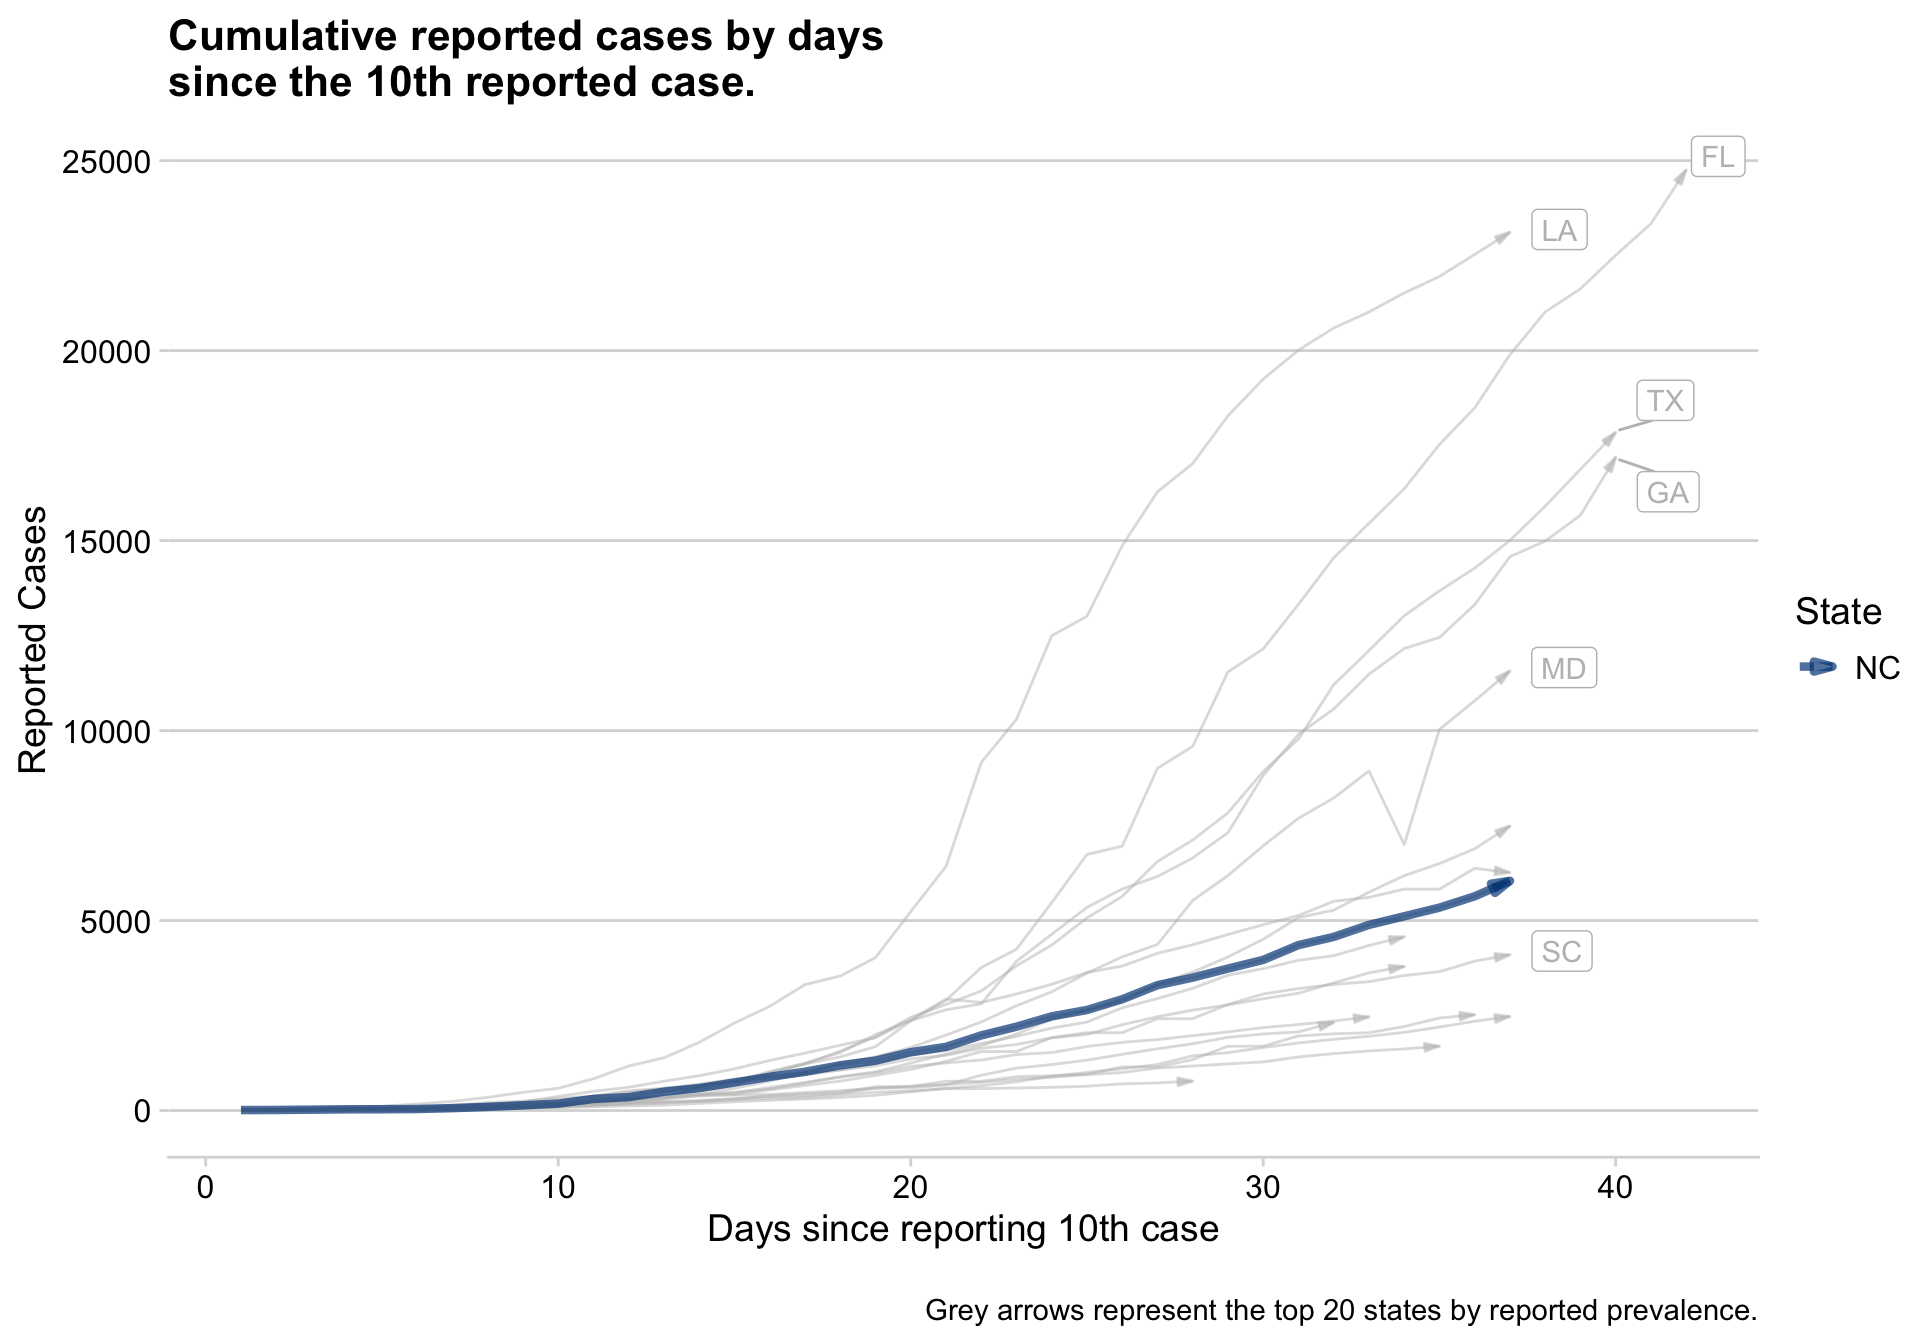 Cumulative reported cases by days
since the 10th reported case.
25000
20000
15000
10000
5000
0
Reported Cases
FL
LA
TX
GA
MD
SC
State
NC
0 10 20 30 40
Days since reporting 10th case
Grey arrows represent the top 20 states by reported prevalence.